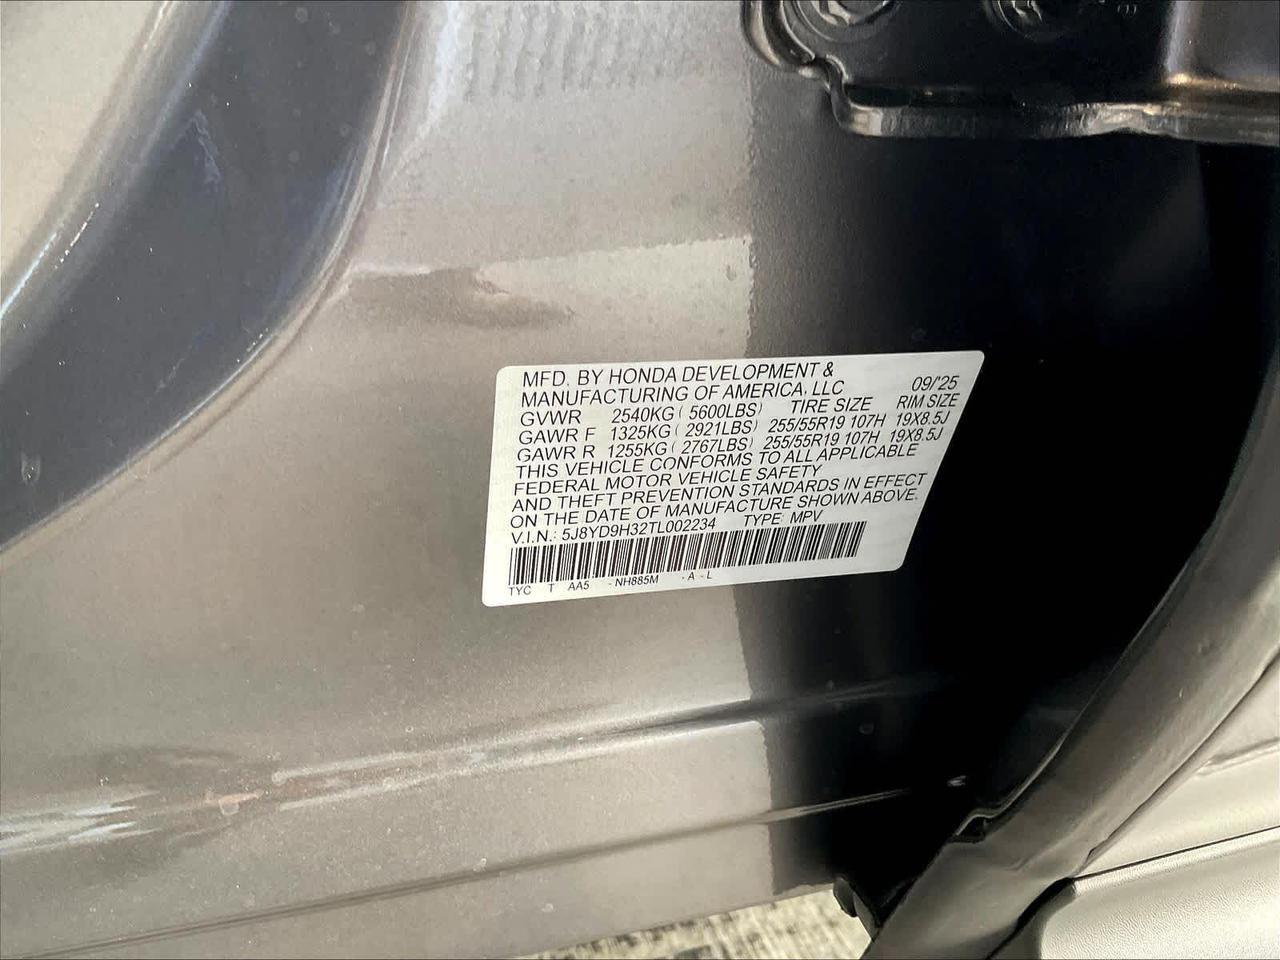 MFD. BY HONDA DEVELOPMENT &
MANUFACTURING OF AMERICA, LLC 09/'25
GVWR 2540KG ( 5600LBS) TIRE SIZE RIM SIZE
GAWR F 1325KG ( 2921LBS) 255/55R19 107H 19X8.5J
GAWR R 1255KG ( 2767LBS) 255/55R19 107H 19X8.5J
THIS VEHICLE CONFORMS TO ALL APPLICABLE
FEDERAL MOTOR VEHICLE SAFETY
AND THEFT PREVENTION STANDARDS IN EFFECT
ON THE DATE OF MANUFACTURE SHOWN ABOVE.
V.I.N.: 5J8YD9H32TL002234 TYPE MPV
TYC T AA5 -NH885M -A -L